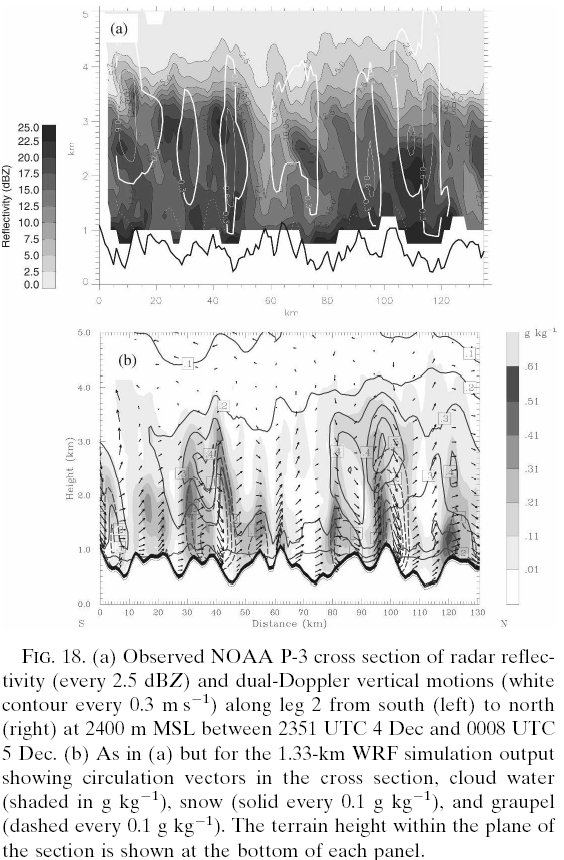 (a)
5
4
3
2
1
0
km
25.0
22.5
20.0
17.5
15.0
12.5
10.0
7.5
5.0
2.5
0.0
Reflectivity (dBZ)
0 20 40 60 80 100 120
km
(b)
5.0
4.0
3.0
2.0
1.0
0.0
Height (km)
.1
.1
.2
.2
.3
g kg⁻¹
.61
.51
.41
.31
.21
.11
.01
0 10 20 30 40 50 60 70 80 90 100 110 120 130
S Distance (km) N
FIG. 18. (a) Observed NOAA P-3 cross section of radar reflec-
tivity (every 2.5 dBZ) and dual-Doppler vertical motions (white
contour every 0.3 m s⁻¹) along leg 2 from south (left) to north
(right) at 2400 m MSL between 2351 UTC 4 Dec and 0008 UTC
5 Dec. (b) As in (a) but for the 1.33-km WRF simulation output
showing circulation vectors in the cross section, cloud water
(shaded in g kg⁻¹), snow (solid every 0.1 g kg⁻¹), and graupel
(dashed every 0.1 g kg⁻¹). The terrain height within the plane of
the section is shown at the bottom of each panel.